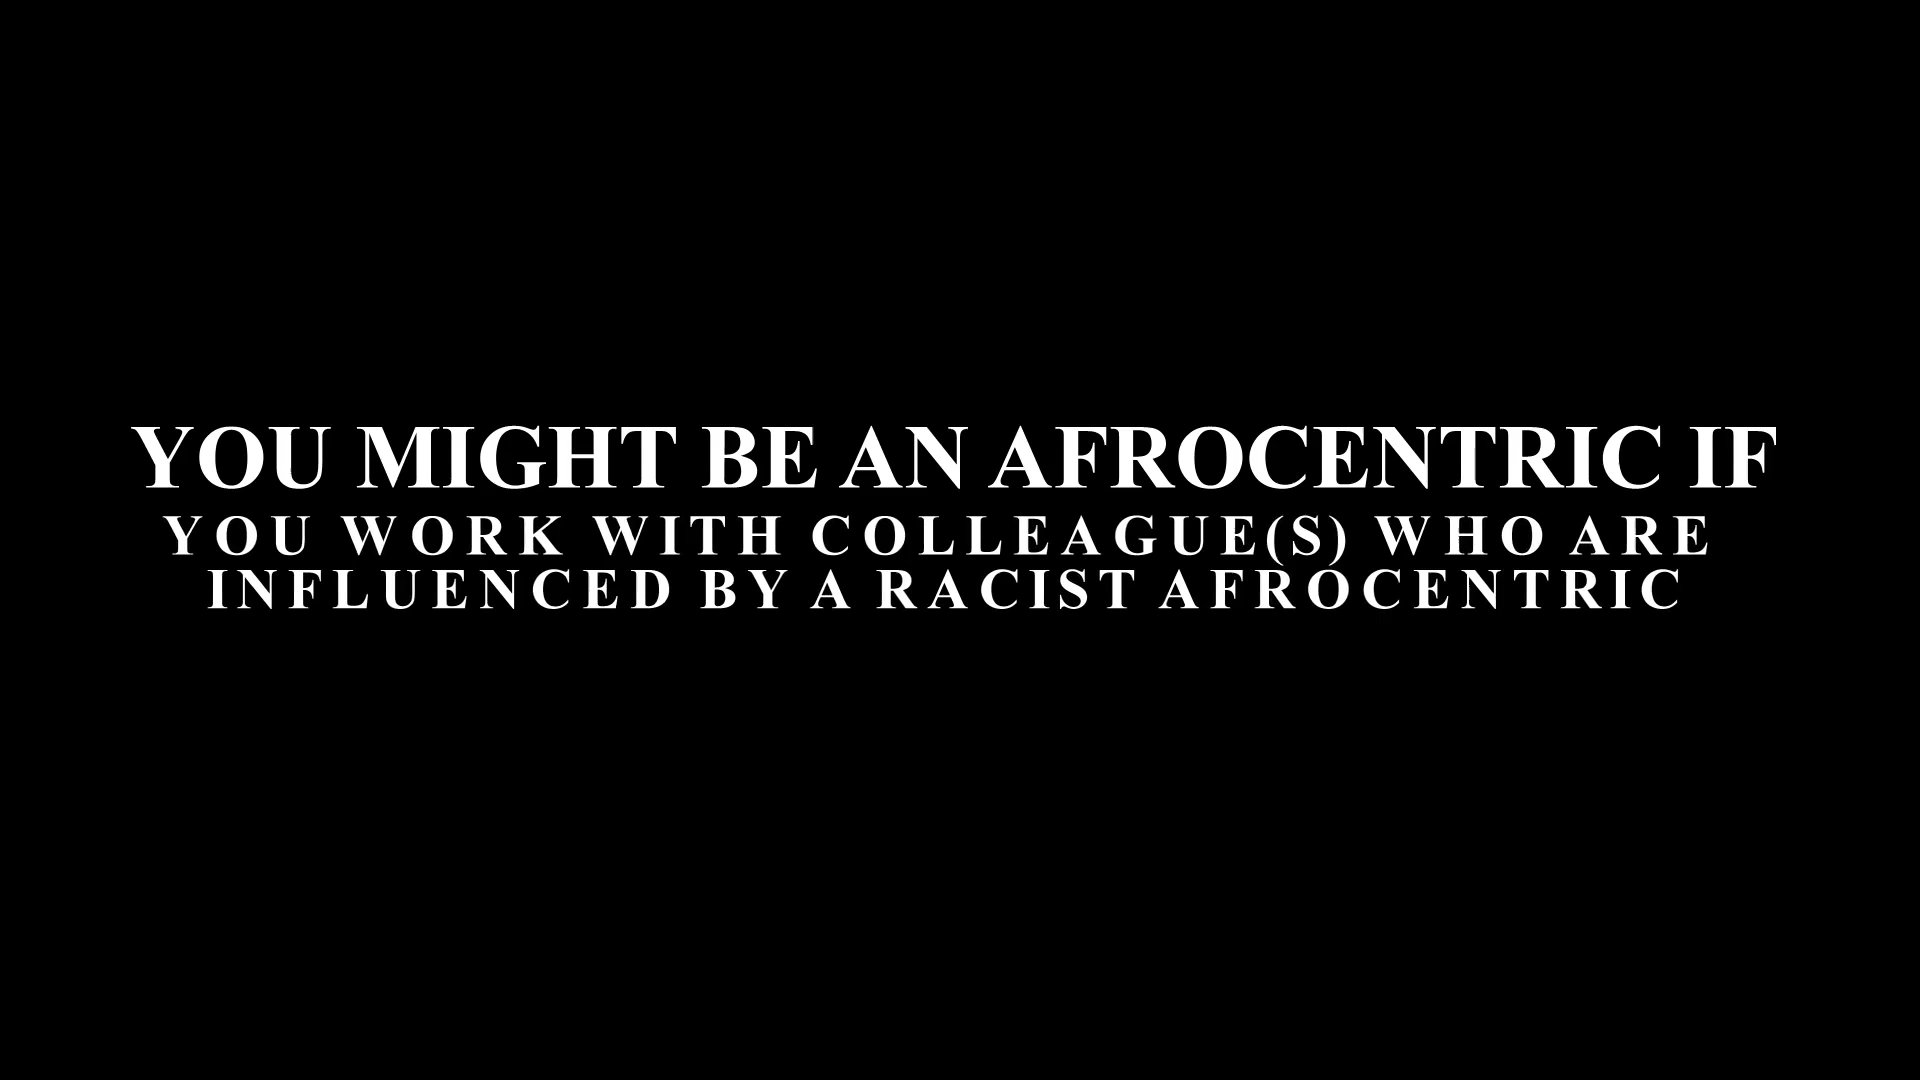 YOU MIGHT BE AN AFROCENTRIC IF
YOU WORK WITH COLLEAGUE(S) WHO ARE
INFLUENCED BY A RACIST AFROCENTRIC